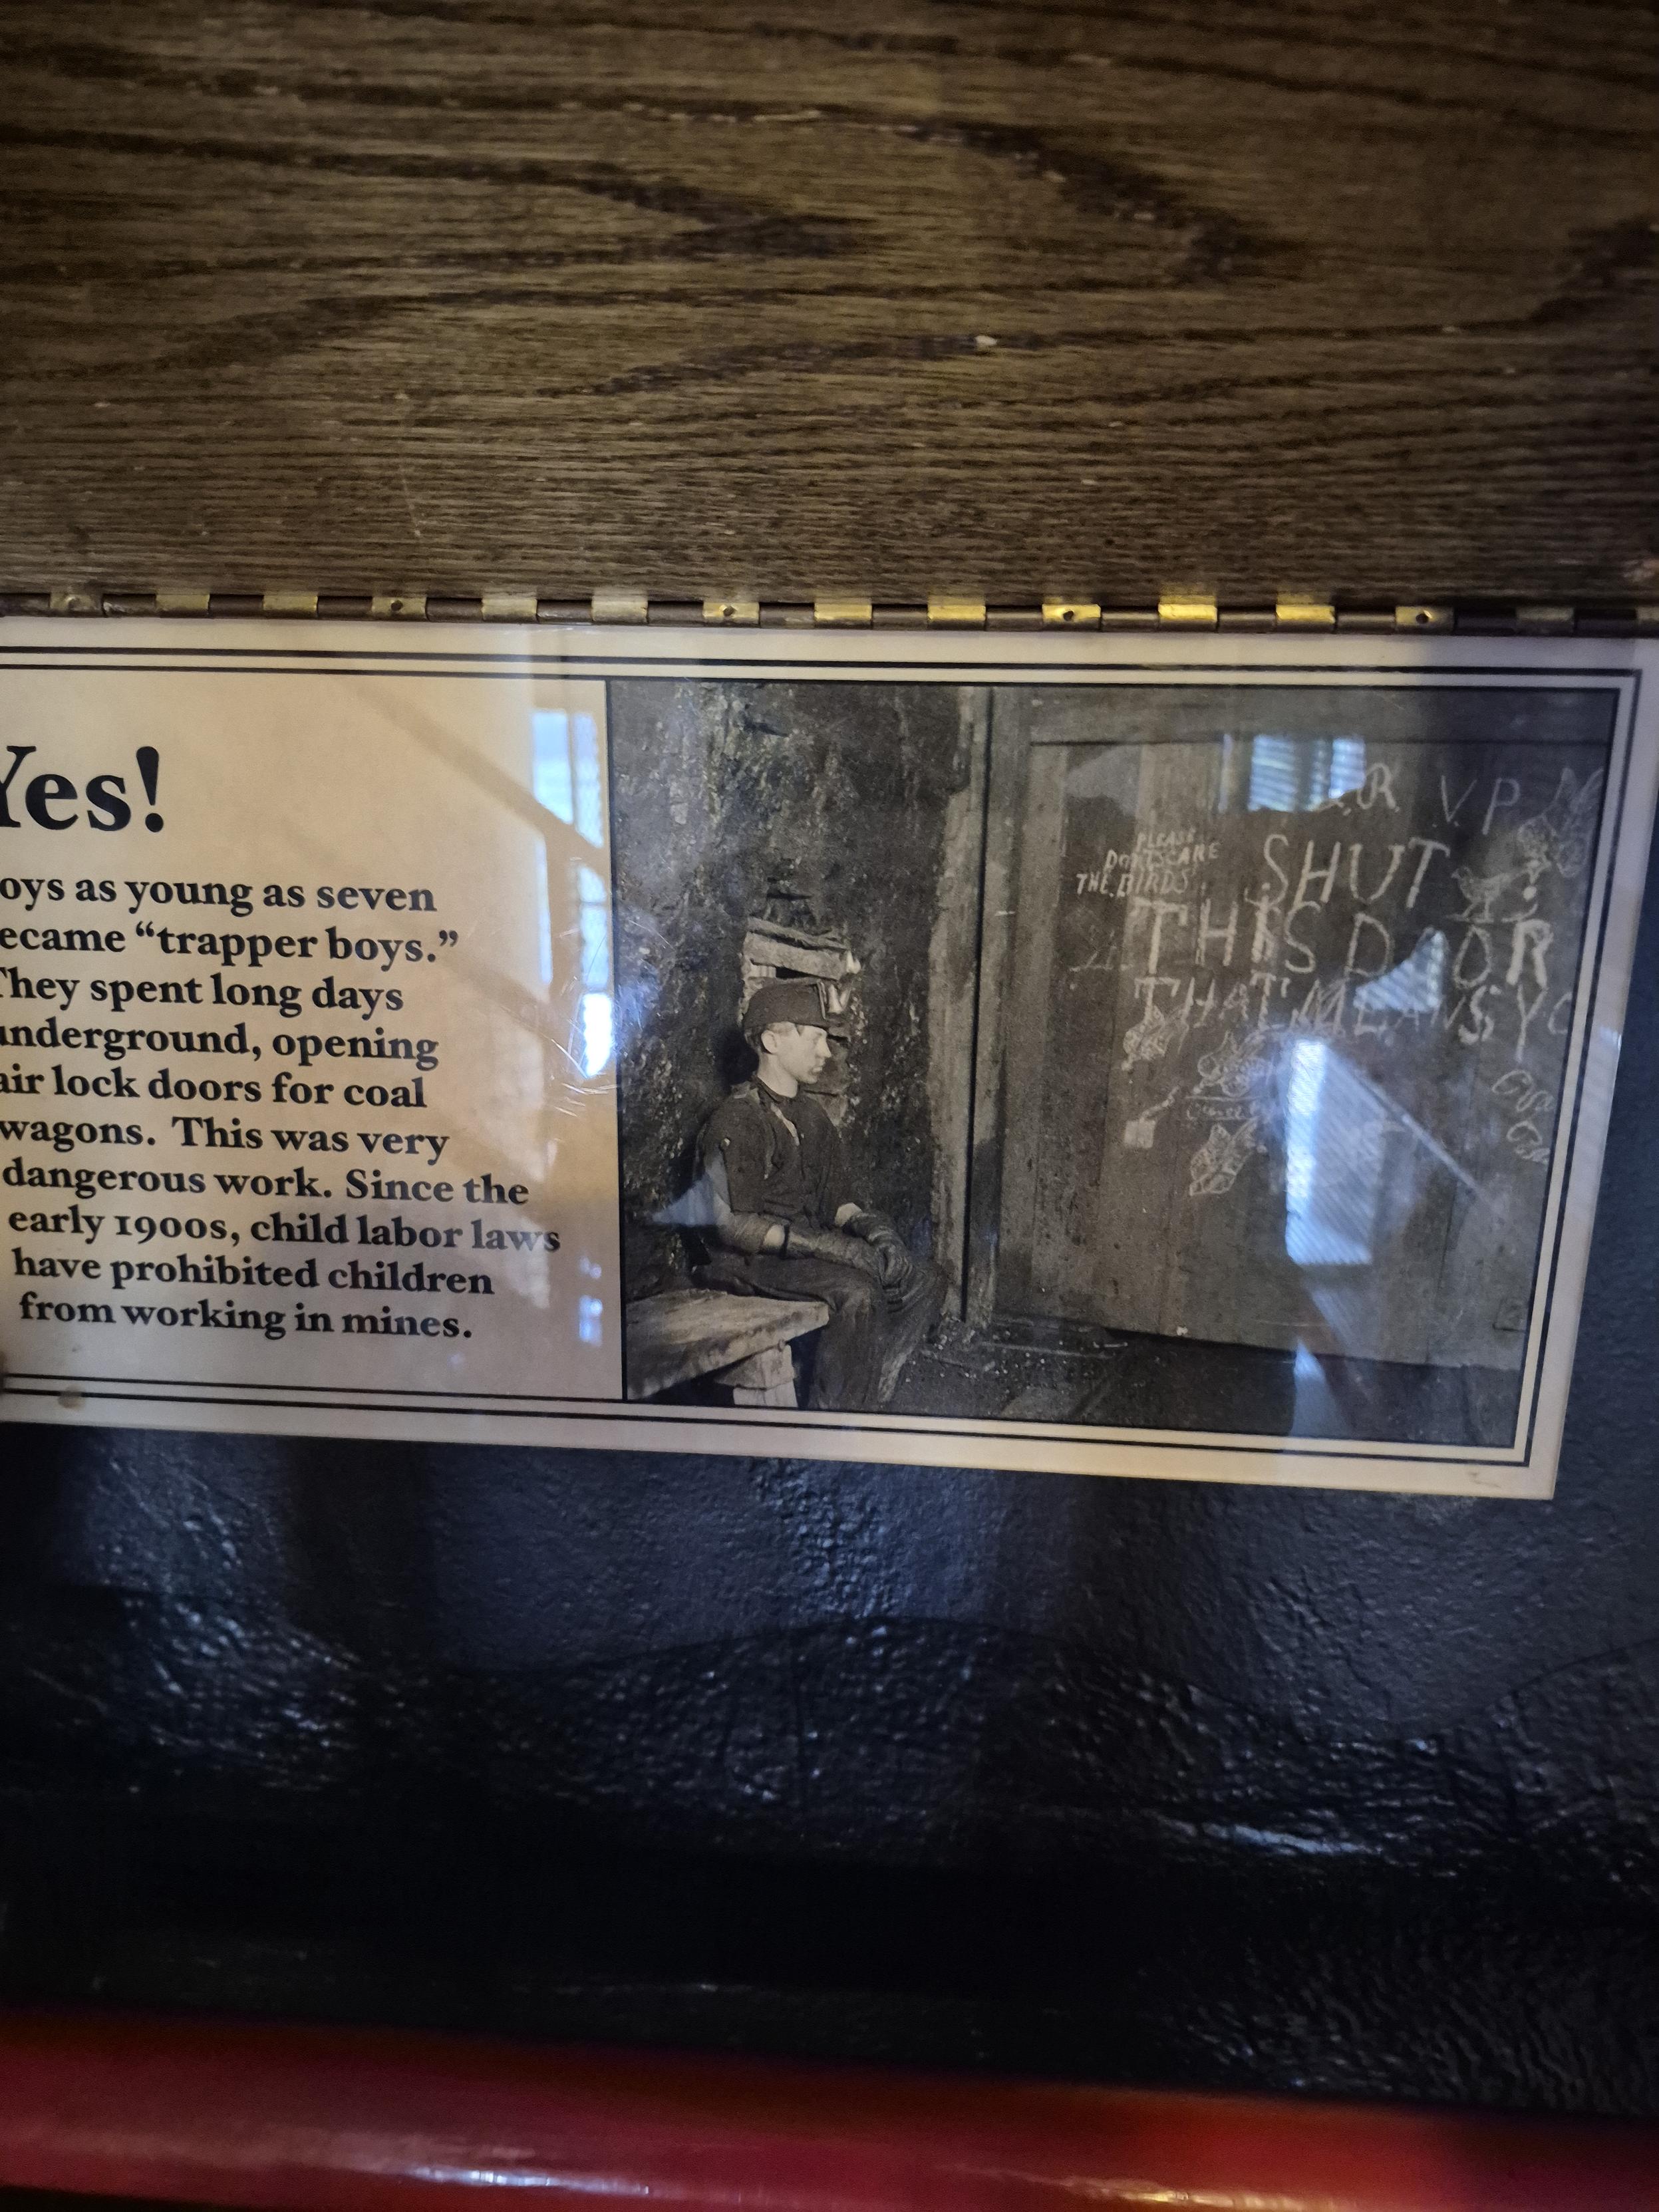 Yes!
oys as young as seven
ecame “trapper boys.”
They spent long days
underground, opening
air lock doors for coal
wagons. This was very
dangerous work. Since the
early 1900s, child labor laws
have prohibited children
from working in mines.
V.P.
PLEASE
DON'T SCARE
THE BIRDS
SHUT
THIS DOOR
THAT MEANS YO